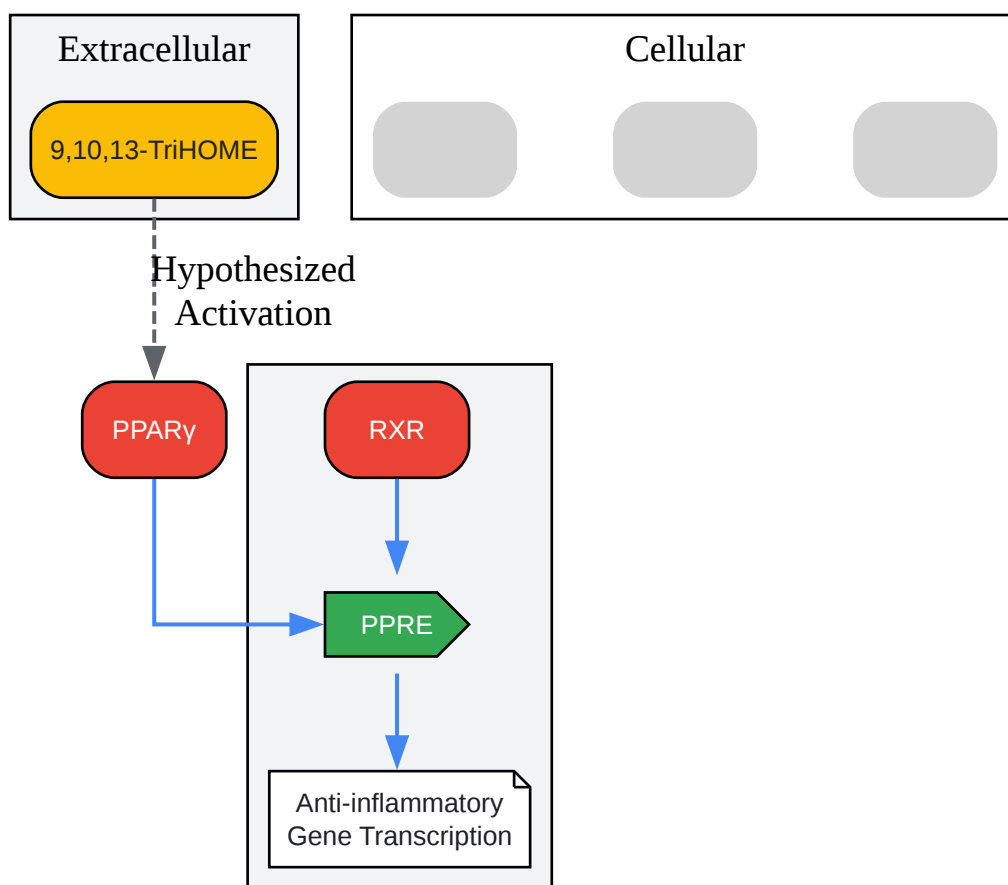 Extracellular
Cellular
9,10,13-TriHOME
Hypothesized
Activation
PPARγ
RXR
PPRE
Anti-inflammatory
Gene Transcription